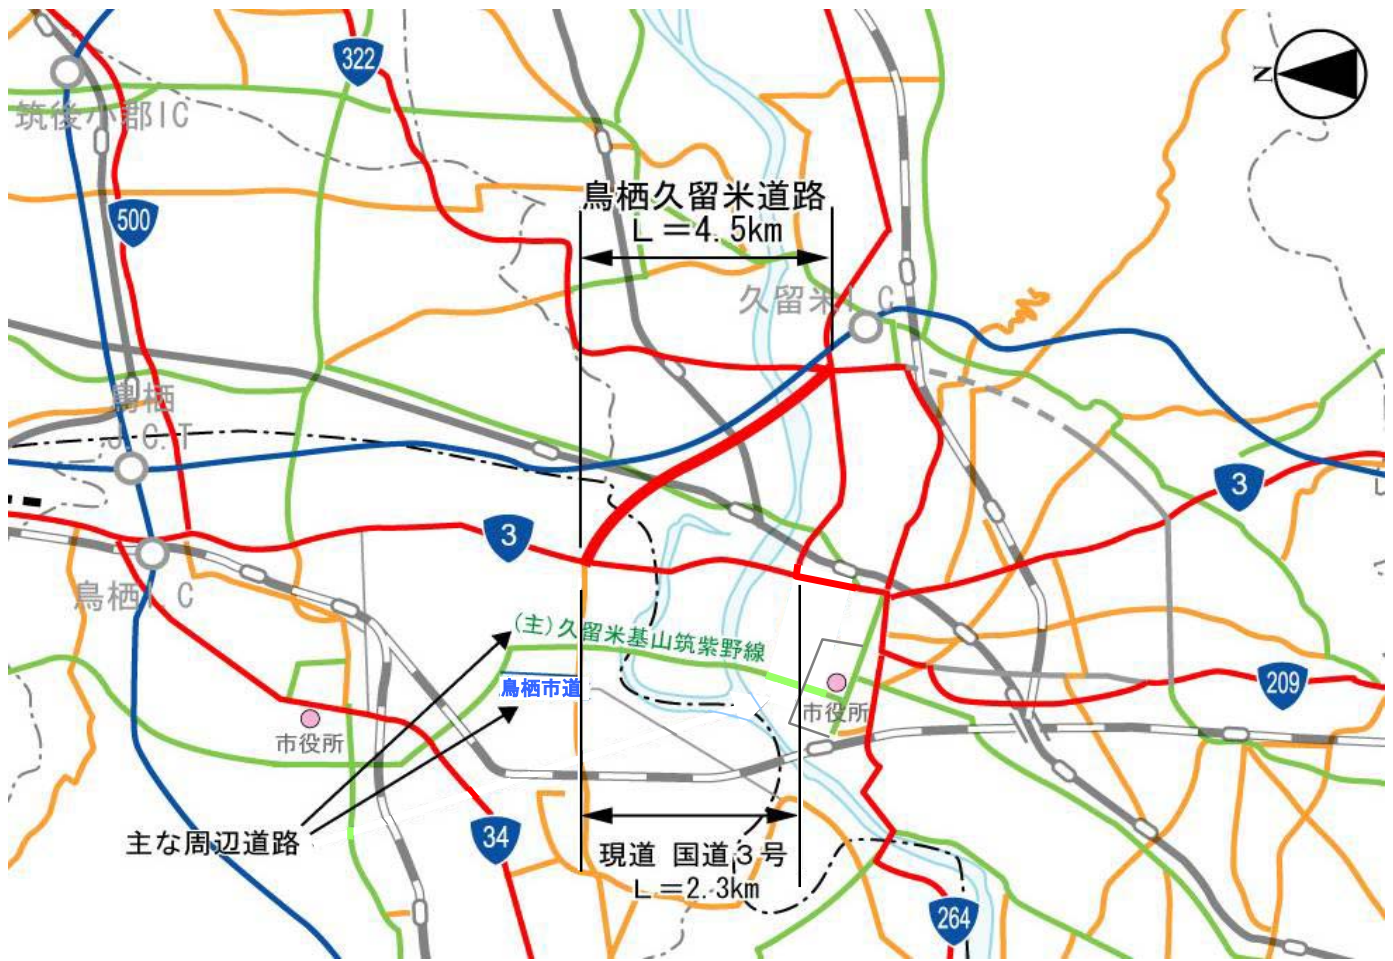 322
N
筑後小郡IC
鳥栖久留米道路
L＝4.5km
500
久留米I C
鳥栖
J.C.T
3
3
鳥栖I C
(主)久留米基山筑紫野線
鳥栖市道
209
市役所
市役所
主な周辺道路
34
現道 国道3号
L＝2.3km
264